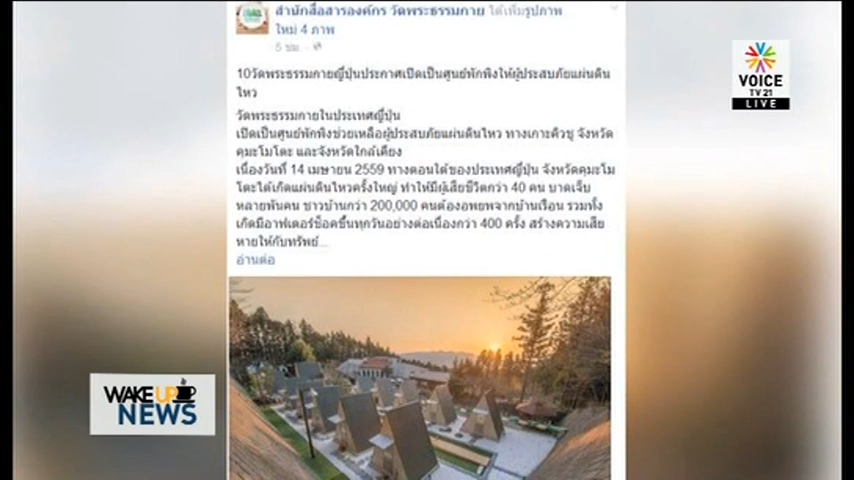 สำนักสื่อสารองค์กร วัดพระธรรมกาย ได้เพิ่มรูปภาพ
ใหม่ 4 ภาพ
5 ชม.
VOICE
TV 21
LIVE
10วัดพระธรรมกายญี่ปุ่นประกาศเปิดเป็นศูนย์พักพิงให้ผู้ประสบภัยแผ่นดิน
ไหว
วัดพระธรรมกายในประเทศญี่ปุ่น
เปิดเป็นศูนย์พักพิงช่วยเหลือผู้ประสบภัยแผ่นดินไหว ทางเกาะคิวชู จังหวัด
คุมะโมโตะ และจังหวัดใกล้เคียง
เนื่องวันที่ 14 เมษายน 2559 ทางตอนใต้ของประเทศญี่ปุ่น จังหวัดคุมะโม
โตะได้เกิดแผ่นดินไหวครั้งใหญ่ ทำให้มีผู้เสียชีวิตกว่า 40 คน บาดเจ็บ
หลายพันคน ชาวบ้านกว่า 200,000 คนต้องอพยพจากบ้านเรือน รวมทั้ง
เกิดมีอาฟเตอร์ช็อคขึ้นทุกวันอย่างต่อเนื่องกว่า 400 ครั้ง สร้างความเสีย
หายให้กับทรัพย์...
อ่านต่อ
WAKE UP
NEWS